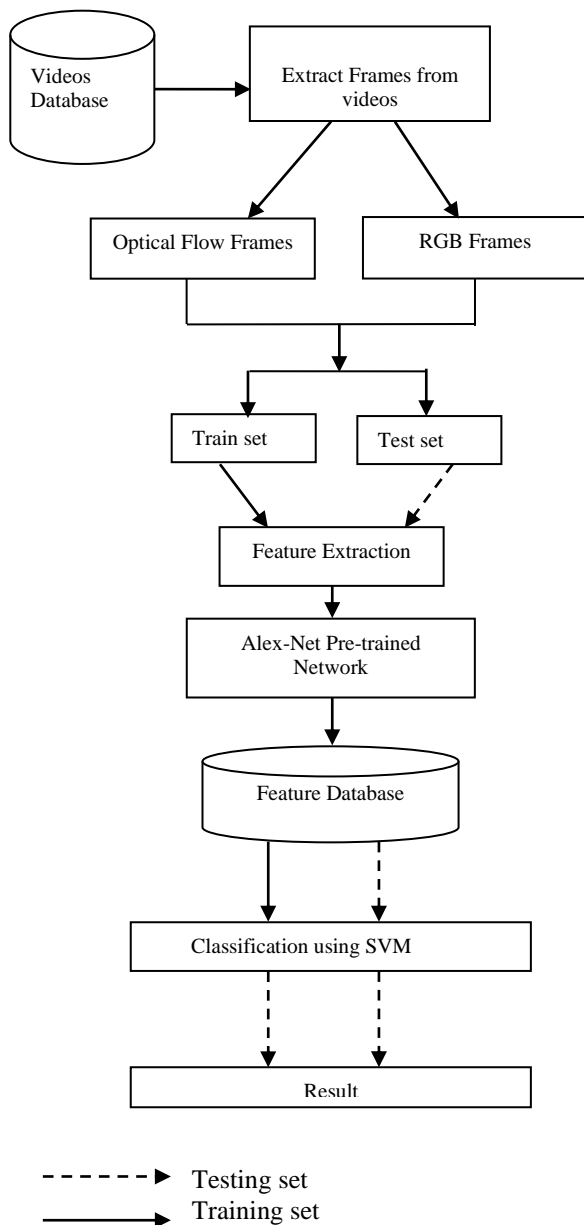 Videos
Database
Extract Frames from
videos
Optical Flow Frames
RGB Frames
Train set
Test set
Feature Extraction
Alex-Net Pre-trained
Network
Feature Database
Classification using SVM
Result
Testing set
Training set